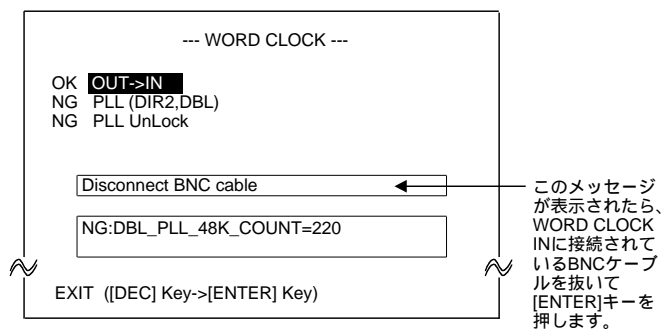 --- WORD CLOCK ---
OK OUT->IN
NG PLL (DIR2,DBL)
NG PLL UnLock
Disconnect BNC cable
NG:DBL_PLL_48K_COUNT=220
EXIT ([DEC] Key->[ENTER] Key)
このメッセージ
が表示されたら、
WORD CLOCK
INに接続されて
いるBNCケーブ
ルを抜いて
[ENTER]キーを
押します。